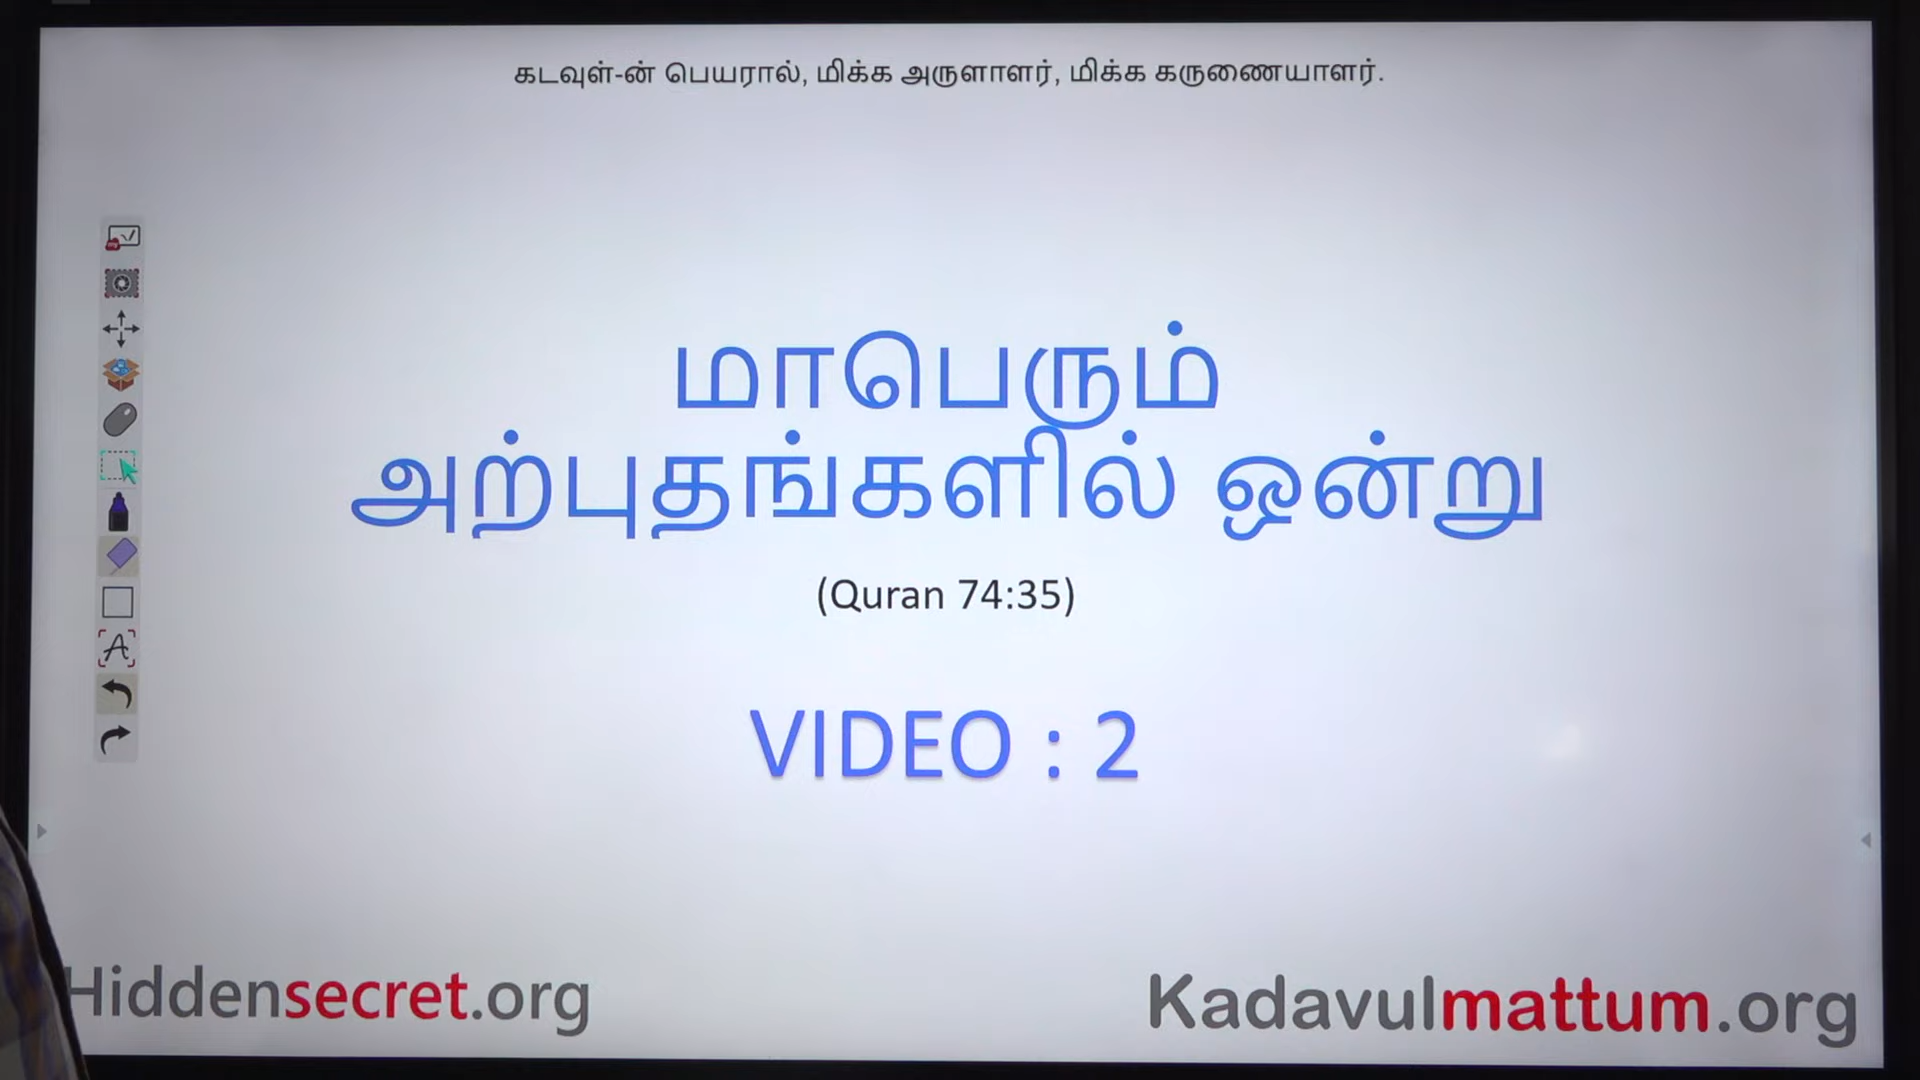 கடவுள்-ன் பெயரால், மிக்க அருளாளர், மிக்க கருணையாளர்.
மாபெரும்
அற்புதங்களில் ஒன்று
(Quran 74:35)
VIDEO : 2
Hiddensecret.org
Kadavulmattum.org